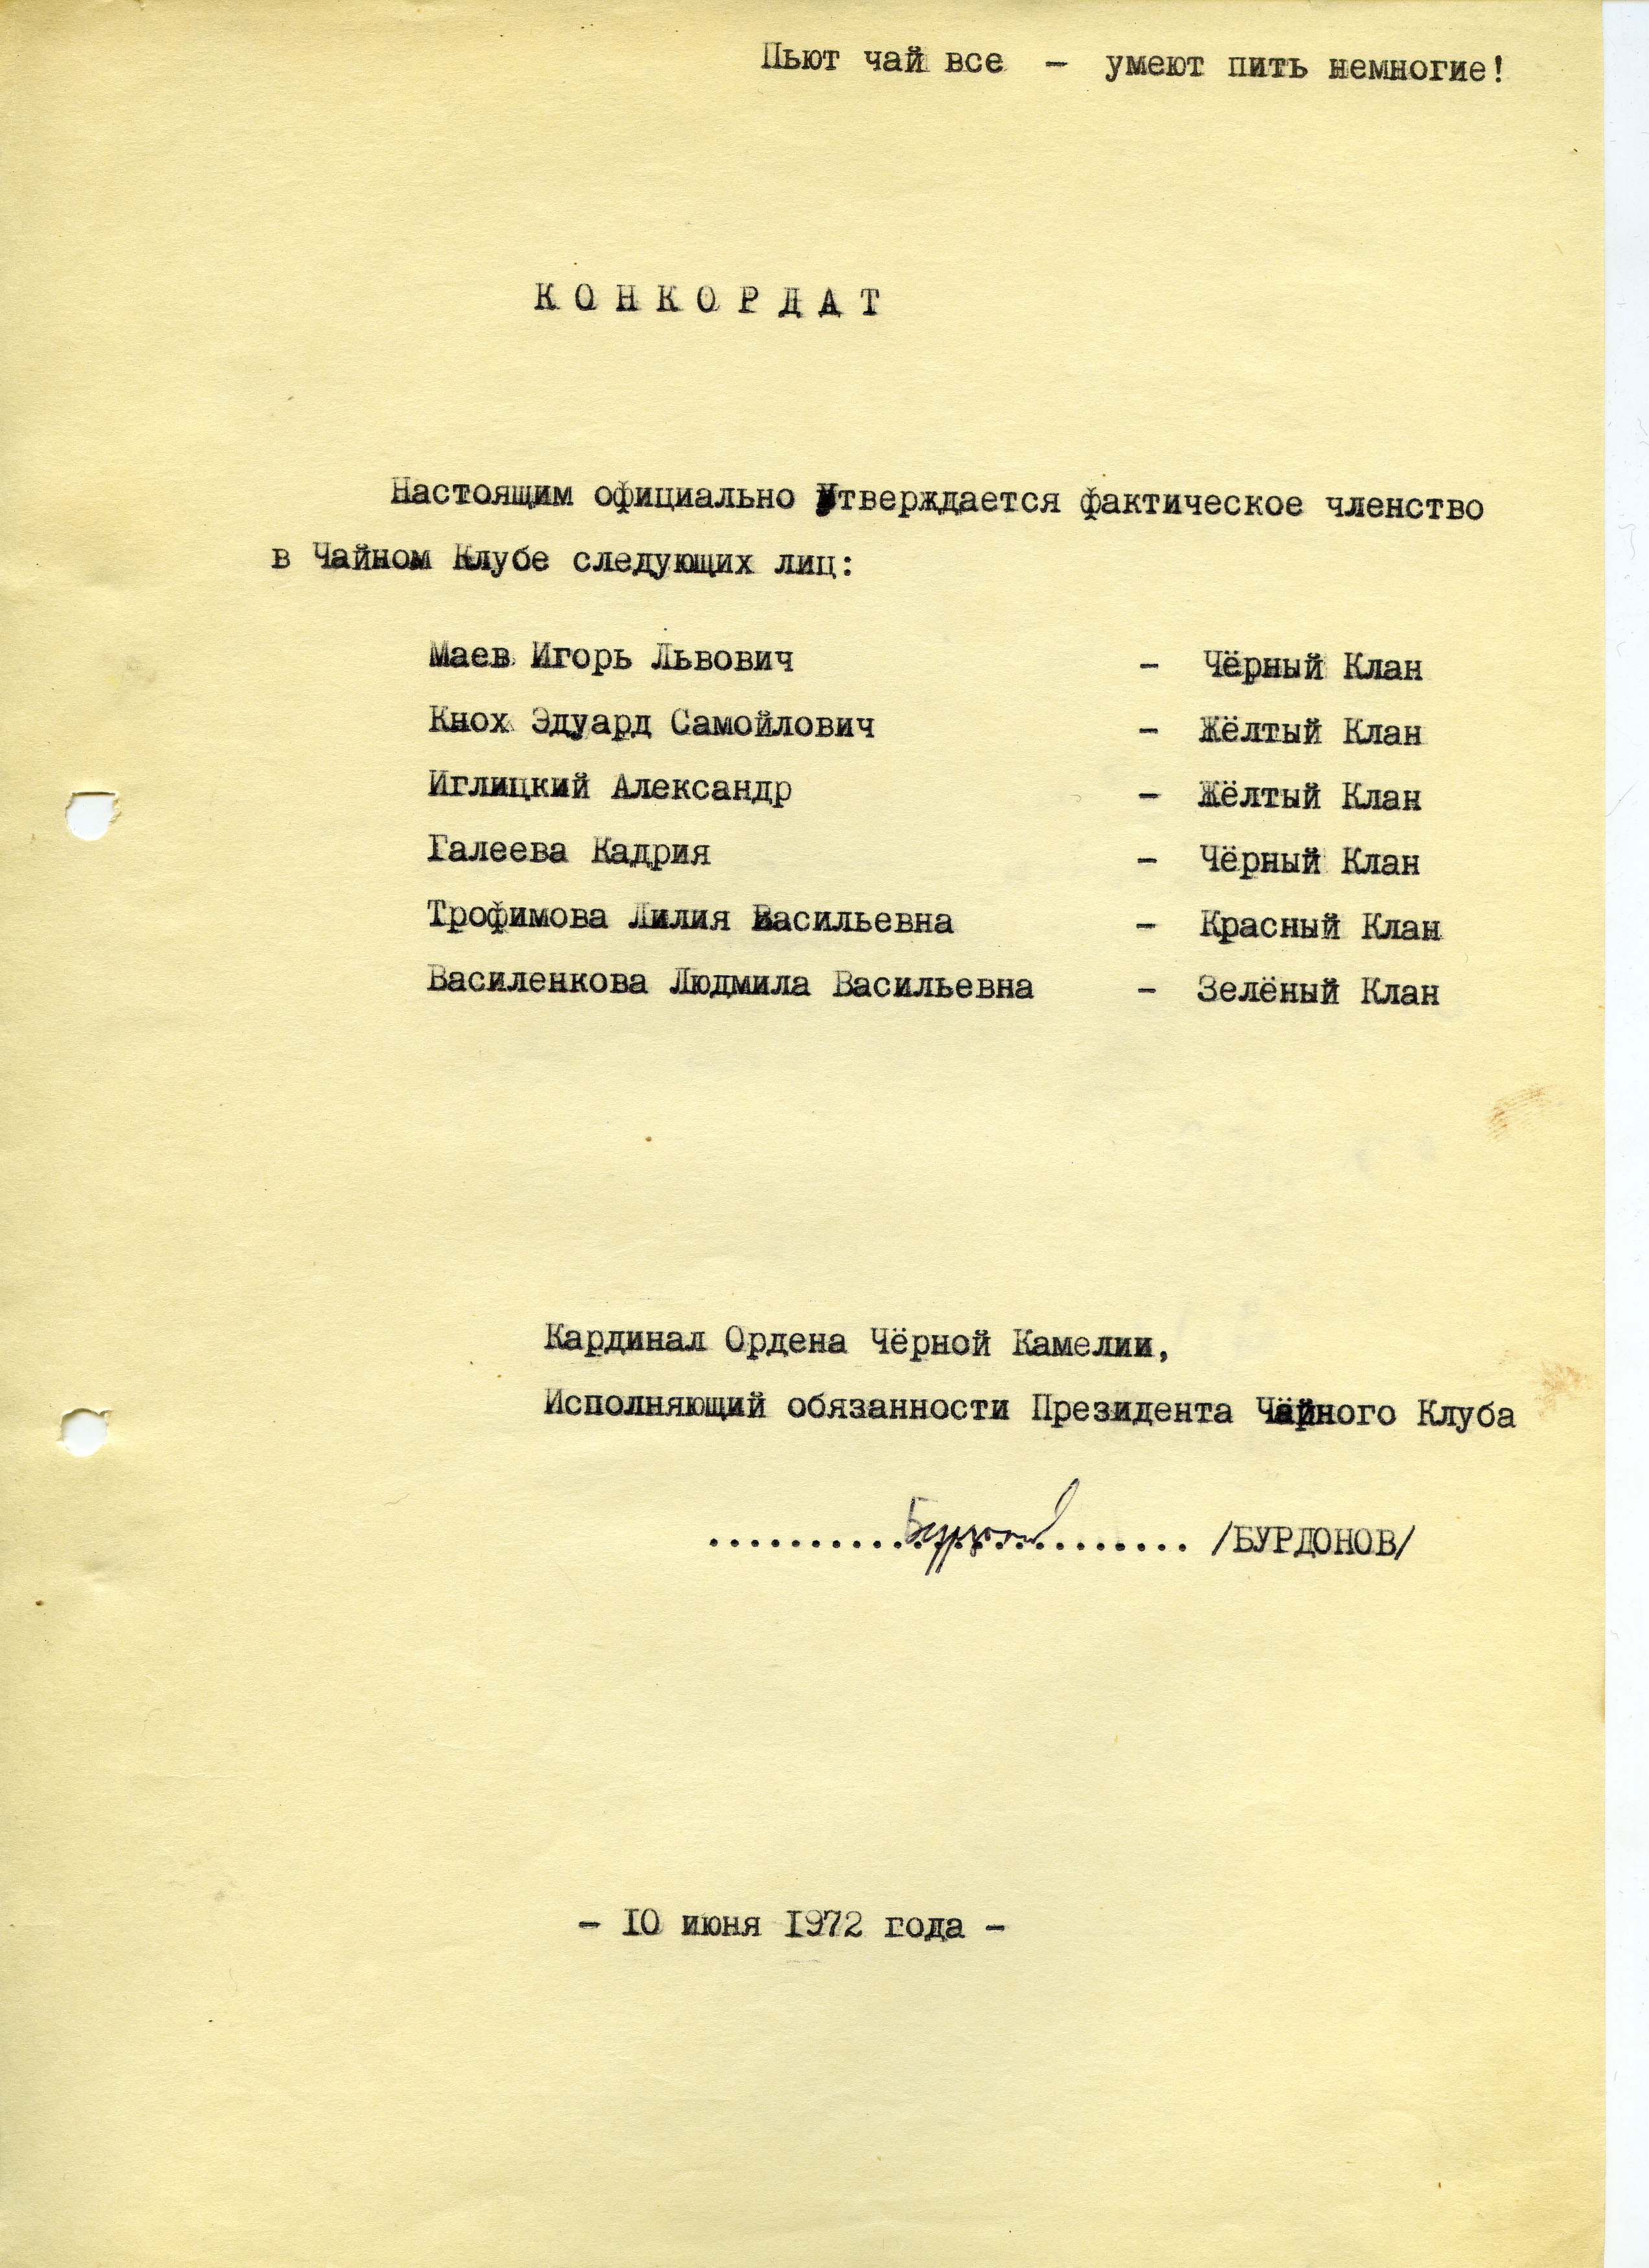 Пьют чай все - умеют пить немногие!
КОНКОРДАТ
Настоящим официально утверждается фактическое членство
в Чайном Клубе следующих лиц:
Маев Игорь Львович - Чёрный Клан
Кнох Эдуард Самойлович - Жёлтый Клан
Иглицкий Александр - Жёлтый Клан
Галеева Кадрия - Чёрный Клан
Трофимова Лилия Васильевна - Красный Клан
Василенкова Людмила Васильевна - Зелёный Клан
Кардинал Ордена Чёрной Камелии,
Исполняющий обязанности Президента Чайного Клуба
..........Бурдонов.......... /БУРДОНОВ/
- 10 июня 1972 года -